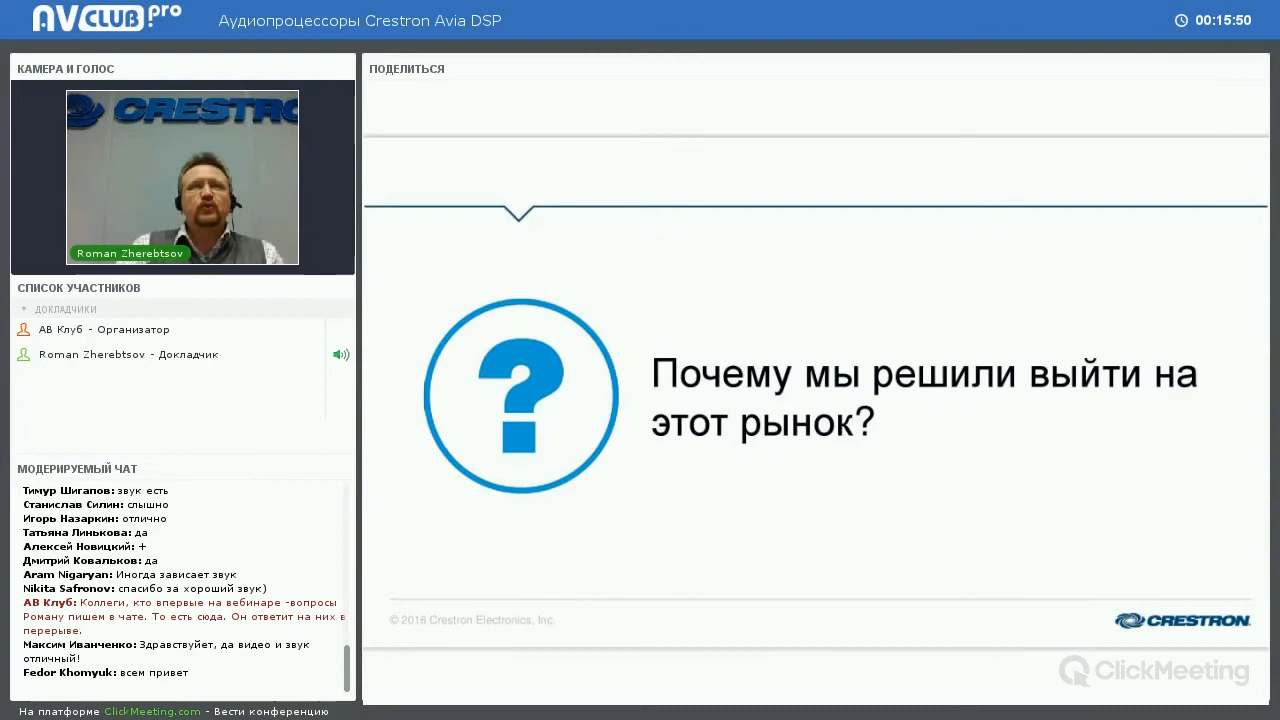 AVCLUB.pro
Аудиопроцессоры Crestron Avia DSP
00:15:50
КАМЕРА И ГОЛОС
CRESTRO
Roman Zherebtsov
СПИСОК УЧАСТНИКОВ
ДОКЛАДЧИКИ
АВ Клуб - Организатор
Roman Zherebtsov - Докладчик
МОДЕРИРУЕМЫЙ ЧАТ
Тимур Шигапов: звук есть
Станислав Силин: слышно
Игорь Назаркин: отлично
Татьяна Линькова: да
Алексей Новицкий: +
Дмитрий Ковальков: да
Aram Nigaryan: Иногда зависает звук
Nikita Safronov: спасибо за хороший звук)
АВ Клуб: Коллеги, кто впервые на вебинаре -вопросы
Роману пишем в чате. То есть сюда. Он ответит на них в
перерыве.
Максим Иванченко: Здравствуйет, да видео и звук
отличный!
Fedor Khomyuk: всем привет
ПОДЕЛИТЬСЯ
?
Почему мы решили выйти на
этот рынок?
© 2016 Crestron Electronics, Inc.
CRESTRON
ClickMeeting
На платформе ClickMeeting.com - Вести конференцию